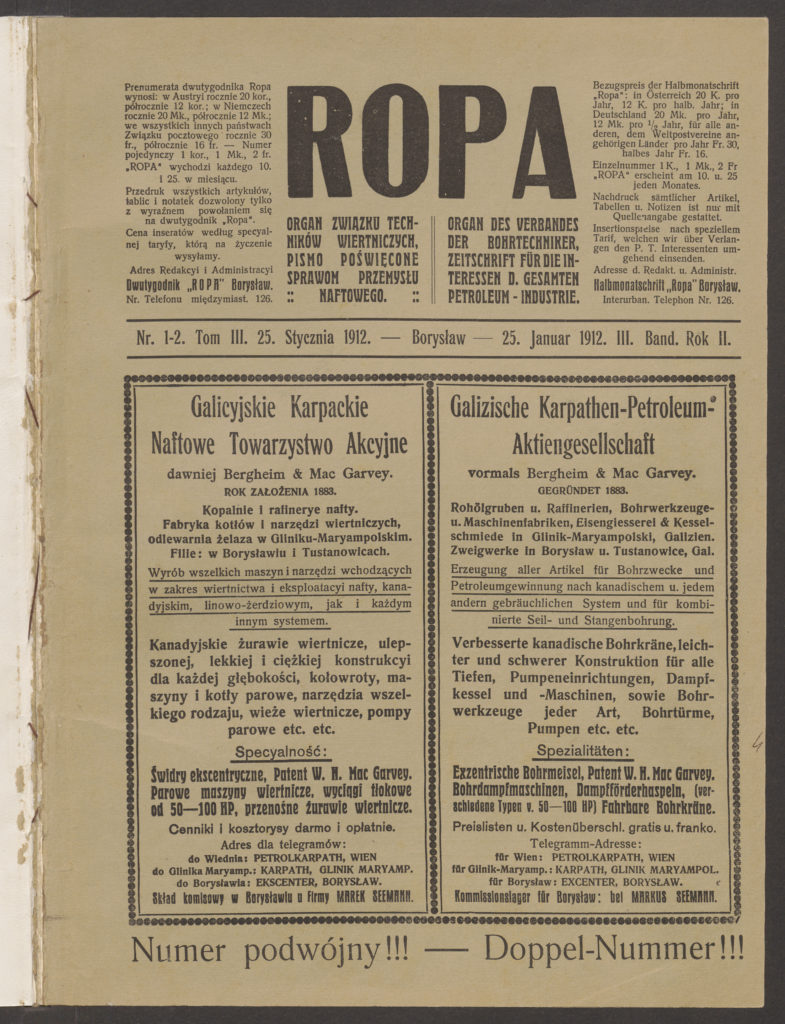 Prenumerata dwutygodnika Ropa
wynosi: w Austryi rocznie 20 kor.,
półrocznie 12 kor.; w Niemczech
rocznie 20 Mk., półrocznie 12 Mk.;
we wszystkich innych państwach
Związku pocztowego rocznie 30
fr., półrocznie 16 fr. — Numer
pojedynczy 1 kor., 1 Mk., 2 fr.
„ROPA" wychodzi każdego 10.
i 25. w miesiącu.
Przedruk wszystkich artykułów,
tablic i notatek dozwolony tylko
z wyraźnem powołaniem się
na dwutygodnik „Ropa".
Cena inseratów według specyal-
nej taryfy, którą na życzenie
wysyłamy.
Adres Redakcyi i Administracyi
Dwutygodnik „ROPA" Borysław.
Nr. Telefonu międzymiast. 126.
ROPA
ORGAN ZWIĄZKU TECH-
NIKÓW WIERTNICZYCH,
PISMO POŚWIĘCONE
SPRAWOM PRZEMYSŁU
:: NAFTOWEGO. ::
ORGAN DES VERBANDES
DER BOHRTECHNIKER,
ZEITSCHRIFT FÜR DIE IN-
TERESSEN D. GESAMTEN
PETROLEUM - INDUSTRIE.
Bezugspreis der Halbmonatschrift
„Ropa": in Österreich 20 K. pro
Jahr, 12 K. pro halb. Jahr; in
Deutschland 20 Mk. pro Jahr,
12 Mk. pro ½ Jahr, für alle an-
deren, dem Weltpostvereine an-
gehörigen Länder pro Jahr Fr. 30,
halbes Jahr Fr. 16.
Einzelnummer 1 K., 1 Mk., 2 Fr
„ROPA" erscheint am 10. u. 25
jeden Monates.
Nachdruck sämtlicher Artikel,
Tabellen u. Notizen ist nur mit
Quellenangabe gestattet.
Insertionspreise nach speziellem
Tarif, welchen wir über Verlan-
gen den P. T. Interessenten um-
gehend einsenden.
Adresse d. Redakt. u. Administr.
Halbmonatschrift „Ropa" Borysław.
Interurban. Telephon Nr. 126.
Nr. 1-2. Tom III. 25. Stycznia 1912. — Borysław — 25. Januar 1912. III. Band. Rok II.
Galicyjskie Karpackie
Naftowe Towarzystwo Akcyjne
dawniej Bergheim & Mac Garvey.
ROK ZAŁOŻENIA 1883.
Kopalnie i rafinerye nafty.
Fabryka kotłów i narzędzi wiertniczych,
odlewarnia żelaza w Gliniku-Maryampolskim.
Filie: w Borysławiu i Tustanowicach.
Wyrób wszelkich maszyn i narzędzi wchodzących
w zakres wiertnictwa i eksploatacyi nafty, kana-
dyjskim, linowo-żerdziowym, jak i każdym
innym systemem.
Kanadyjskie żurawie wiertnicze, ulep-
szonej, lekkiej i ciężkiej konstrukcyi
dla każdej głębokości, kołowroty, ma-
szyny i kotły parowe, narzędzia wszel-
kiego rodzaju, wieże wiertnicze, pompy
parowe etc. etc.
Specyalność:
Świdry ekscentryczne, Patent W. H. Mac Garvey.
Parowe maszyny wiertnicze, wyciągi tłokowe
od 50—100 HP, przenośne żurawie wiertnicze.
Cenniki i kosztorysy darmo i opłatnie.
Adres dla telegramów:
do Wiednia: PETROLKARPATH, WIEN
do Glinika Maryamp.: KARPATH, GLINIK MARYAMP.
do Borysławia: EKSCENTER, BORYSŁAW.
Skład komisowy w Borysławiu u Firmy MAREK SEEMANN.
Galizische Karpathen-Petroleum-
Aktiengesellschaft
vormals Bergheim & Mac Garvey.
GEGRÜNDET 1883.
Rohölgruben u. Raffinerien, Bohrwerkzeuge-
u. Maschinenfabriken, Eisengiesserei & Kessel-
schmiede in Glinik-Maryampolski, Galizien.
Zweigwerke in Borysław u. Tustanowice, Gal.
Erzeugung aller Artikel für Bohrzwecke und
Petroleumgewinnung nach kanadischem u. jedem
andern gebräuchlichen System und für kombi-
nierte Seil- und Stangenbohrung.
Verbesserte kanadische Bohrkräne, leich-
ter und schwerer Konstruktion für alle
Tiefen, Pumpeneinrichtungen, Dampf-
kessel und -Maschinen, sowie Bohr-
werkzeuge jeder Art, Bohrtürme,
Pumpen etc. etc.
Spezialitäten:
Exzentrische Bohrmeisel, Patent W. H. Mac Garvey.
Bohrdampfmaschinen, Dampfförderhaspeln, (ver-
schiedene Typen v. 50—100 HP) Fahrbare Bohrkräne.
Preislisten u. Kostenüberschl. gratis u. franko.
Telegramm-Adresse:
für Wien: PETROLKARPATH, WIEN
für Glinik-Maryamp.: KARPATH, GLINIK MARYAMPOL.
für Borysław: EXCENTER, BORYSŁAW.
Kommissionslager für Borysław: bei MARKUS SEEMANN.
Numer podwójny!!! — Doppel-Nummer!!!